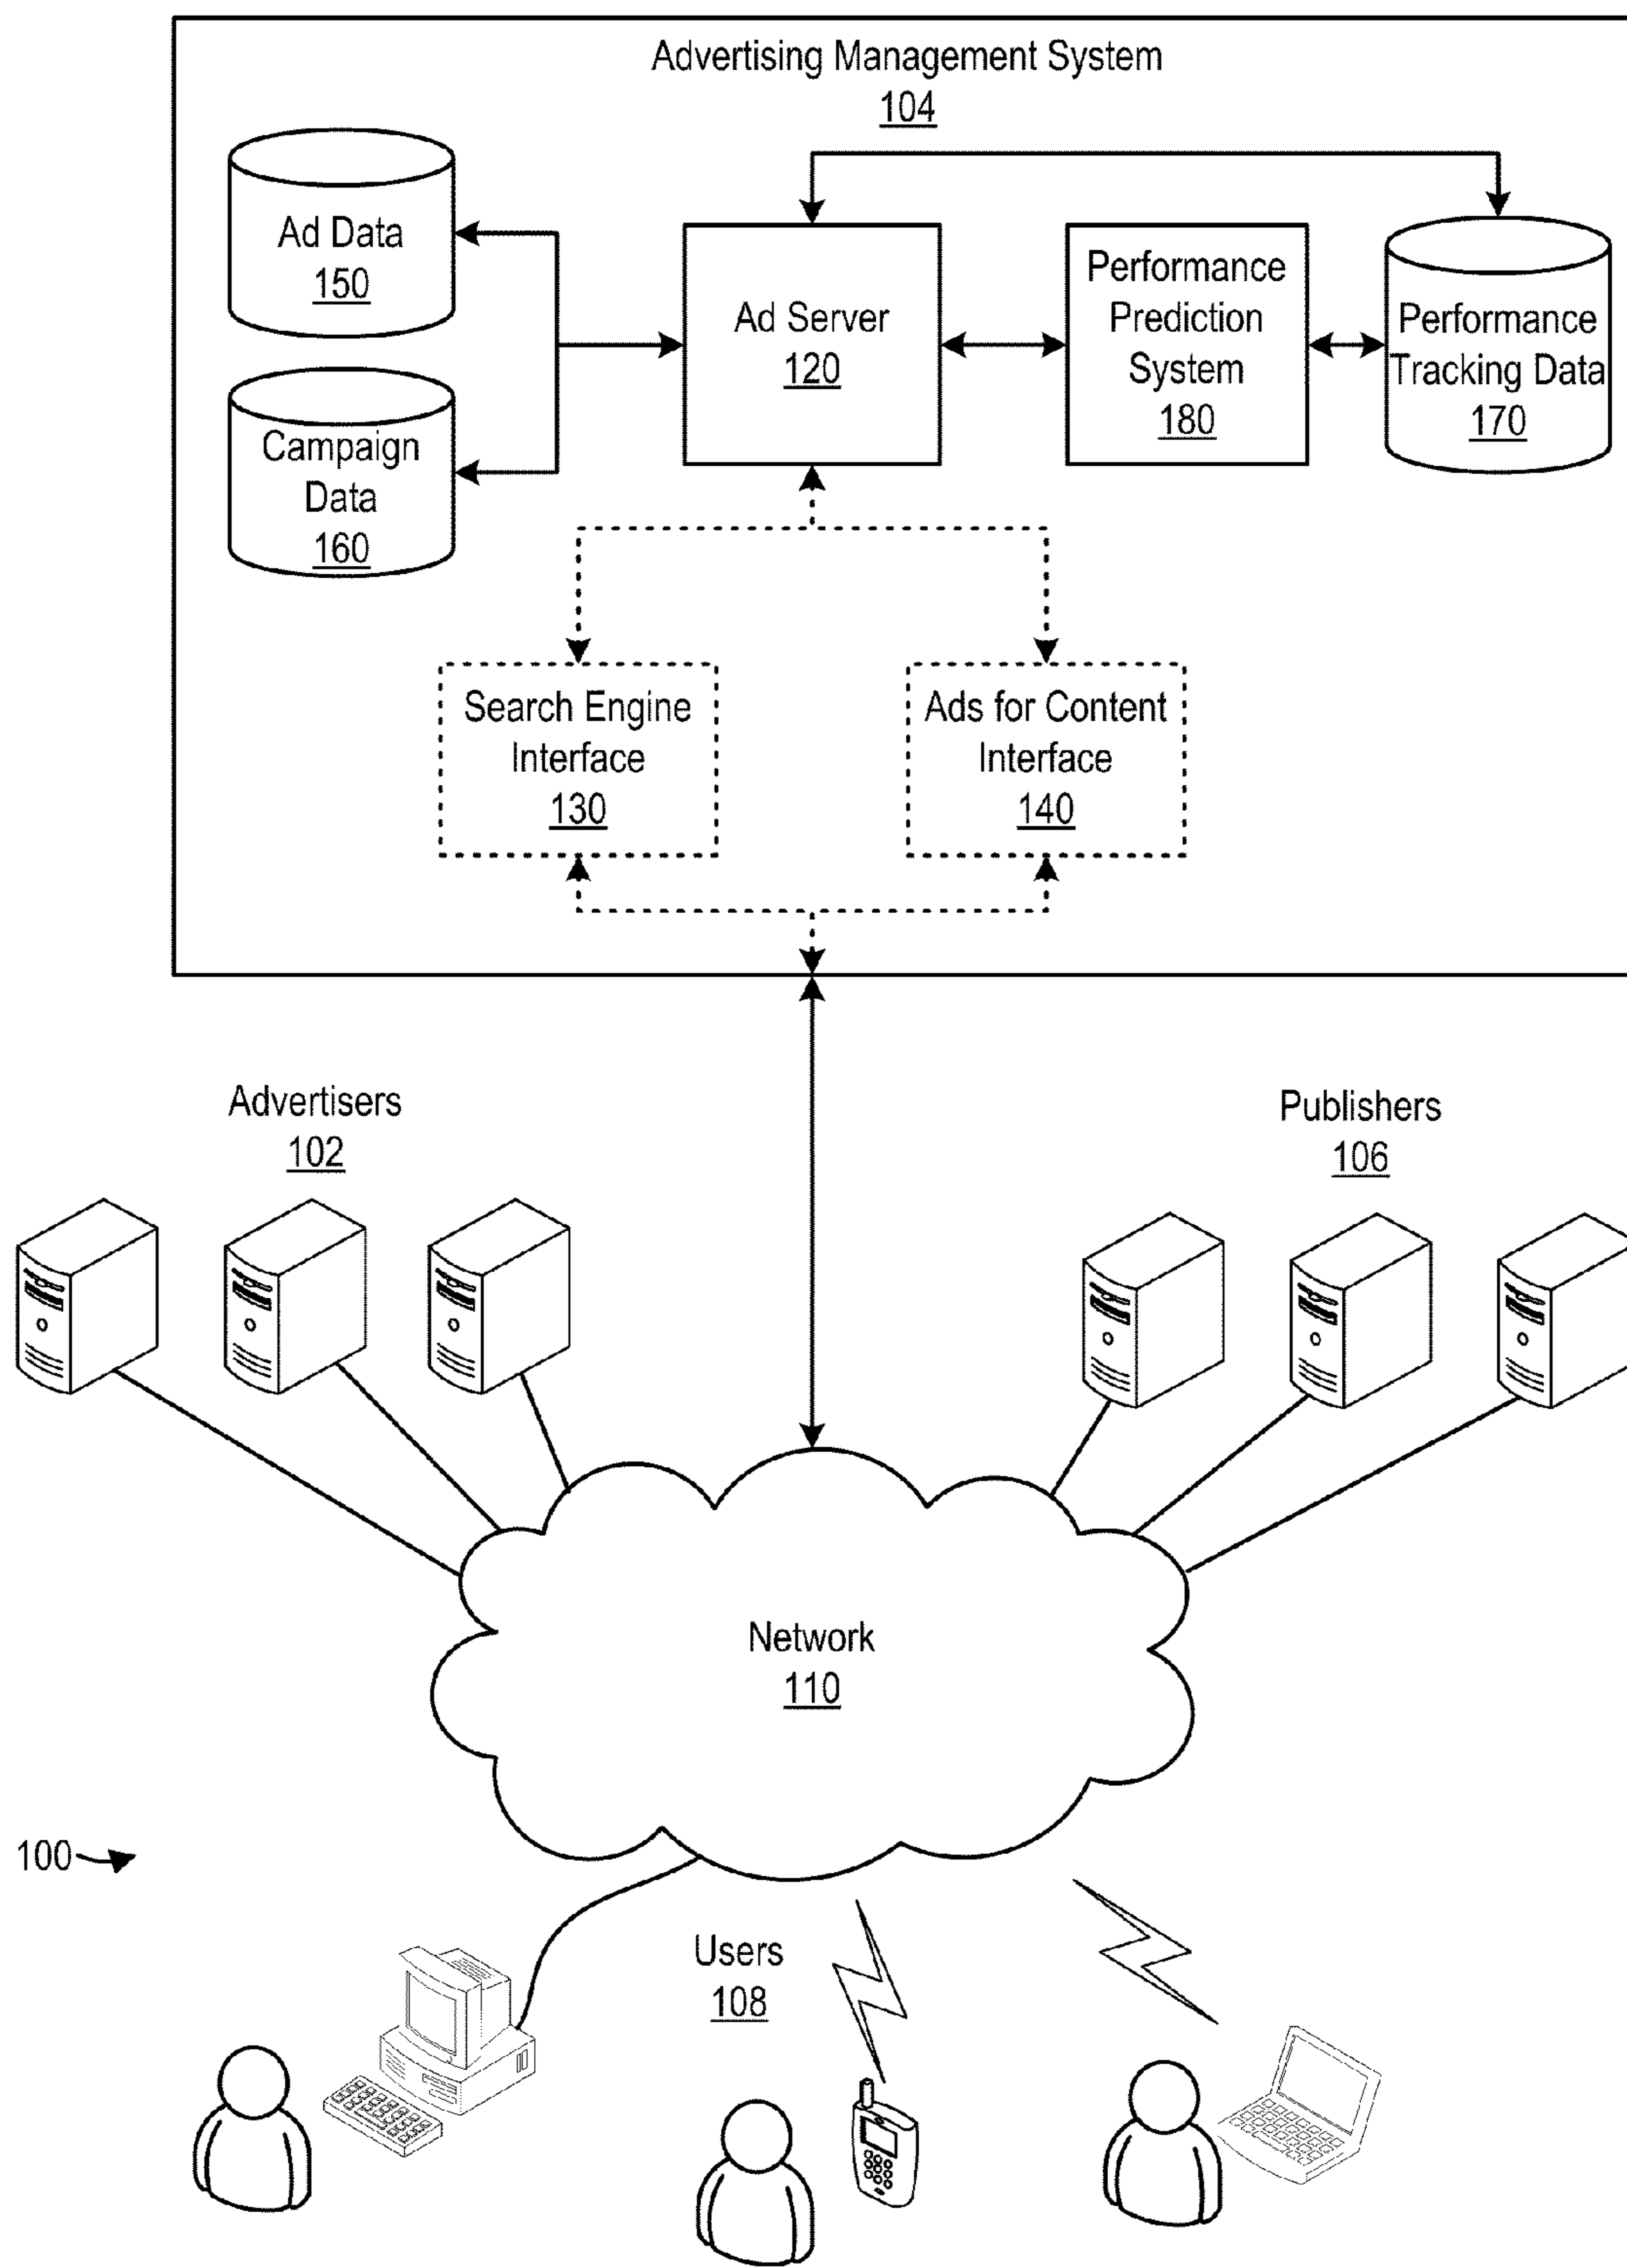 Advertising Management System
104
Ad Data
150
Campaign
Data
160
Ad Server
120
Performance
Prediction
System
180
Performance
Tracking Data
170
Search Engine
Interface
130
Ads for Content
Interface
140
Advertisers
102
Publishers
106
Network
110
100
Users
108